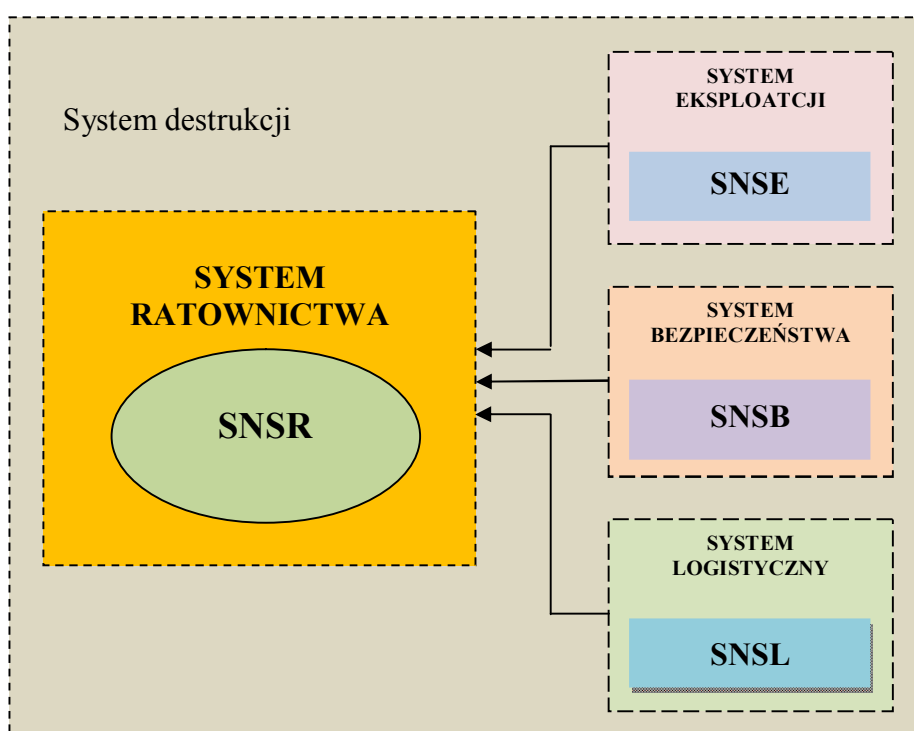 System destrukcji
SYSTEM
RATOWNICTWA
SNSR
SYSTEM
EKSPLOATCJI
SNSE
SYSTEM
BEZPIECZEŃSTWA
SNSB
SYSTEM
LOGISTYCZNY
SNSL